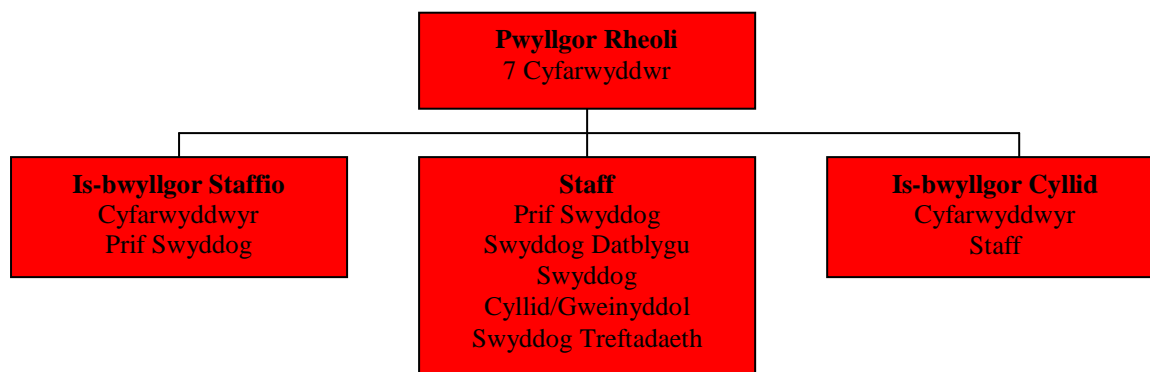 Pwyllgor Rheoli
7 Cyfarwyddwr
Is-bwyllgor Staffio
Cyfarwyddwyr
Prif Swyddog
Staff
Prif Swyddog
Swyddog Datblygu
Swyddog
Cyllid/Gweinyddol
Swyddog Treftadaeth
Is-bwyllgor Cyllid
Cyfarwyddwyr
Staff